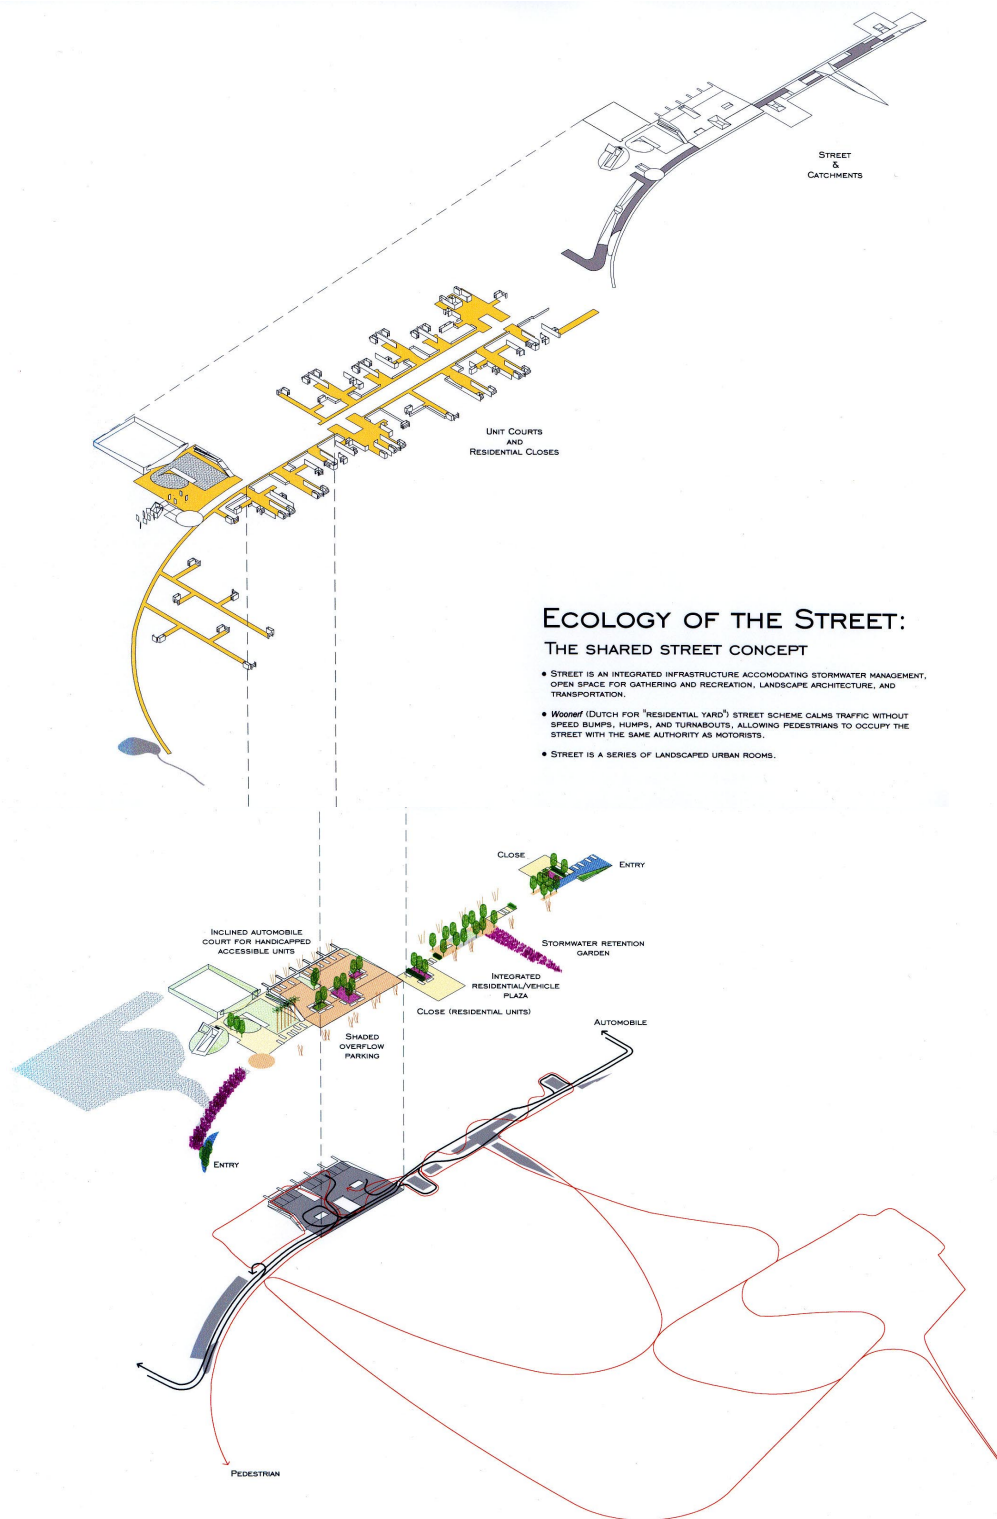 STREET
&
CATCHMENTS
UNIT COURTS
AND
RESIDENTIAL CLOSES
ECOLOGY OF THE STREET:
THE SHARED STREET CONCEPT
• STREET IS AN INTEGRATED INFRASTRUCTURE ACCOMODATING STORMWATER MANAGEMENT,
OPEN SPACE FOR GATHERING AND RECREATION, LANDSCAPE ARCHITECTURE, AND
TRANSPORTATION.
• Woonerf (DUTCH FOR "RESIDENTIAL YARD") STREET SCHEME CALMS TRAFFIC WITHOUT
SPEED BUMPS, HUMPS, AND TURNABOUTS, ALLOWING PEDESTRIANS TO OCCUPY THE
STREET WITH THE SAME AUTHORITY AS MOTORISTS.
• STREET IS A SERIES OF LANDSCAPED URBAN ROOMS.
CLOSE
ENTRY
INCLINED AUTOMOBILE
COURT FOR HANDICAPPED
ACCESSIBLE UNITS
STORMWATER RETENTION
GARDEN
INTEGRATED
RESIDENTIAL/VEHICLE
PLAZA
CLOSE (RESIDENTIAL UNITS)
SHADED
OVERFLOW
PARKING
AUTOMOBILE
ENTRY
PEDESTRIAN